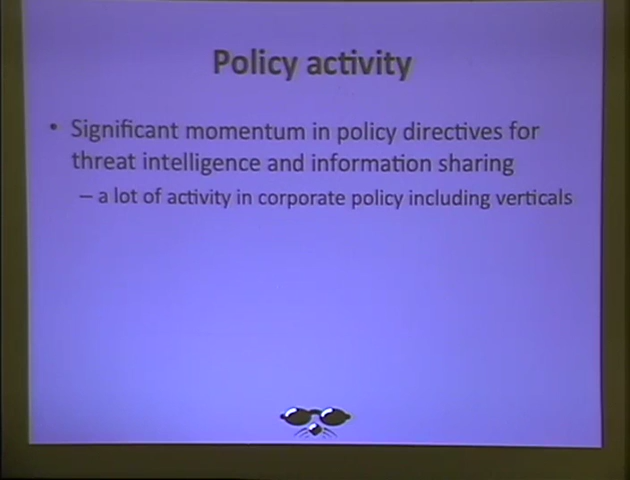 Policy activity
• Significant momentum in policy directives for
threat intelligence and information sharing
– a lot of activity in corporate policy including verticals